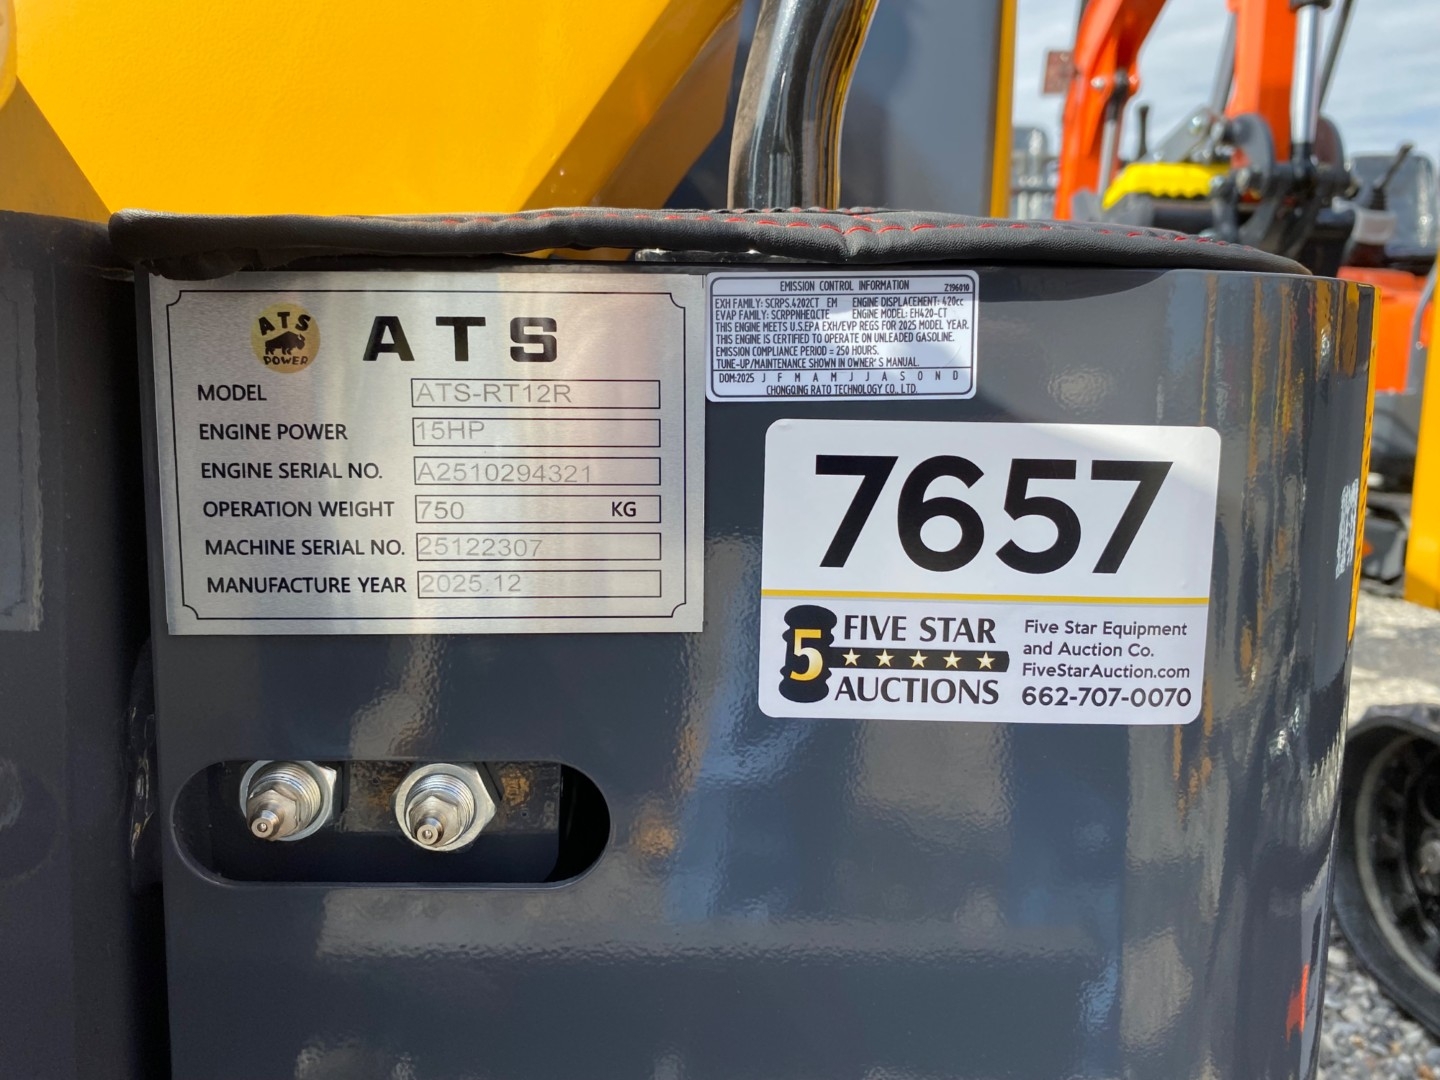 ATS
POWER
ATS
MODEL ATS-RT12R
ENGINE POWER 15HP
ENGINE SERIAL NO. A2510294321
OPERATION WEIGHT 750 KG
MACHINE SERIAL NO. 25122307
MANUFACTURE YEAR 2025.12
EMISSION CONTROL INFORMATION Z196010
EXH FAMILY: SCRPS.4202CT EM ENGINE DISPLACEMENT: 420cc
EVAP FAMILY: SCRPPNHEQCTE ENGINE MODEL: EH420-CT
THIS ENGINE MEETS U.S.EPA EXH/EVP REGS FOR 2025 MODEL YEAR.
THIS ENGINE IS CERTIFIED TO OPERATE ON UNLEADED GASOLINE.
EMISSION COMPLIANCE PERIOD = 250 HOURS.
TUNE-UP/MAINTENANCE SHOWN IN OWNER'S MANUAL.
DOM:2025 J F M A M J J A S O N D
CHONGQING RATO TECHNOLOGY CO., LTD.
7657
5
FIVE STAR
AUCTIONS
Five Star Equipment
and Auction Co.
FiveStarAuction.com
662-707-0070